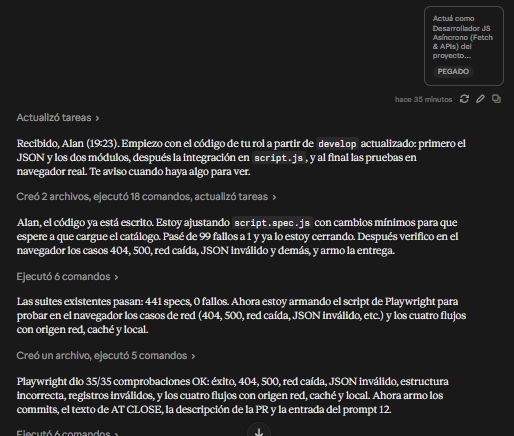 Actuá como
Desarrollador JS
Asíncrono (Fetch
& APIs) del
proyecto...
PEGADO
hace 35 minutos
Actualizó tareas >
Recibido, Alan (19:23). Empiezo con el código de tu rol a partir de develop actualizado: primero el
JSON y los dos módulos, después la integración en script.js, y al final las pruebas en
navegador real. Te aviso cuando haya algo para ver.
Creó 2 archivos, ejecutó 18 comandos, actualizó tareas >
Alan, el código ya está escrito. Estoy ajustando script.spec.js con cambios mínimos para que
espere a que cargue el catálogo. Pasé de 99 fallos a 1 y ya lo estoy cerrando. Después verifico en el
navegador los casos 404, 500, red caída, JSON inválido y demás, y armo la entrega.
Ejecutó 6 comandos >
Las suites existentes pasan: 441 specs, 0 fallos. Ahora estoy armando el script de Playwright para
probar en el navegador los casos de red (404, 500, red caída, JSON inválido, etc.) y los cuatro flujos
con origen red, caché y local.
Creó un archivo, ejecutó 5 comandos >
Playwright dio 35/35 comprobaciones OK: éxito, 404, 500, red caída, JSON inválido, estructura
incorrecta, registros inválidos, y los cuatro flujos con origen red, caché y local. Ahora armo los
commits, el texto de AT CLOSE, la descripción de la PR y la entrada del prompt 12.
Ejecutó 6 comandos >